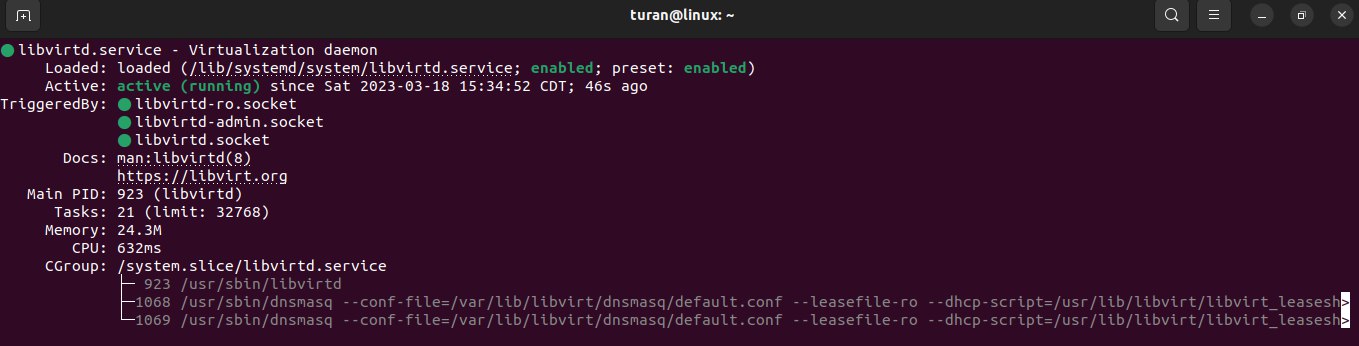 turan@linux: ~
libvirtd.service - Virtualization daemon
Loaded: loaded (/lib/systemd/system/libvirtd.service; enabled; preset: enabled)
Active: active (running) since Sat 2023-03-18 15:34:52 CDT; 46s ago
TriggeredBy: ● libvirtd-ro.socket
● libvirtd-admin.socket
● libvirtd.socket
Docs: man:libvirtd(8)
https://libvirt.org
Main PID: 923 (libvirtd)
Tasks: 21 (limit: 32768)
Memory: 24.3M
CPU: 632ms
CGroup: /system.slice/libvirtd.service
├─ 923 /usr/sbin/libvirtd
├─1068 /usr/sbin/dnsmasq --conf-file=/var/lib/libvirt/dnsmasq/default.conf --leasefile-ro --dhcp-script=/usr/lib/libvirt/libvirt_leasesh>
└─1069 /usr/sbin/dnsmasq --conf-file=/var/lib/libvirt/dnsmasq/default.conf --leasefile-ro --dhcp-script=/usr/lib/libvirt/libvirt_leasesh>